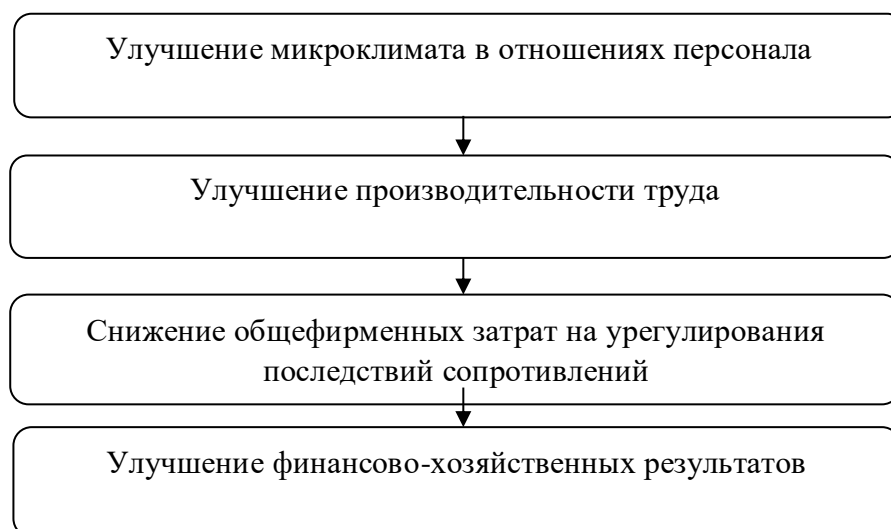 Улучшение микроклимата в отношениях персонала
Улучшение производительности труда
Снижение общефирменных затрат на урегулирования
последствий сопротивлений
Улучшение финансово-хозяйственных результатов